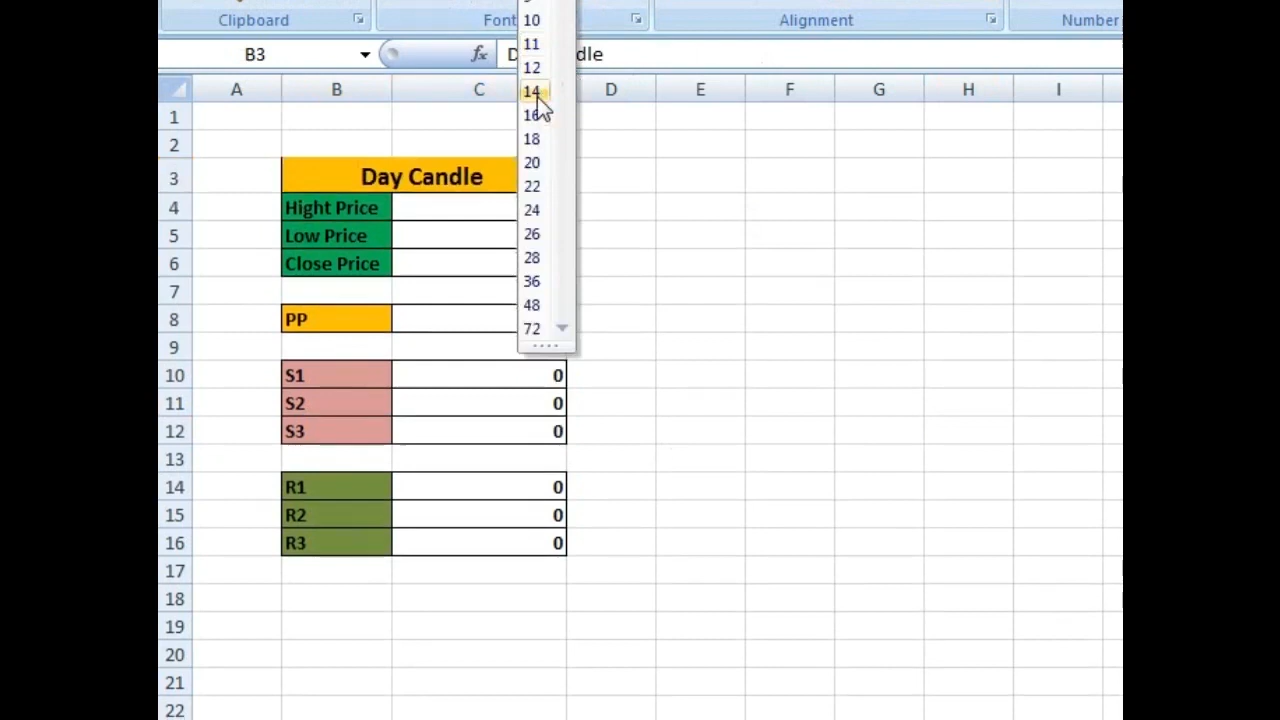 Clipboard Font Alignment Number
B3 fx D dle
10
11
12
14
16
18
20
22
24
26
28
36
48
72
A B C D E F G H I
1
2
3 Day Candle
4 Hight Price
5 Low Price
6 Close Price
7
8 PP
9
10 S1 0
11 S2 0
12 S3 0
13
14 R1 0
15 R2 0
16 R3 0
17
18
19
20
21
22